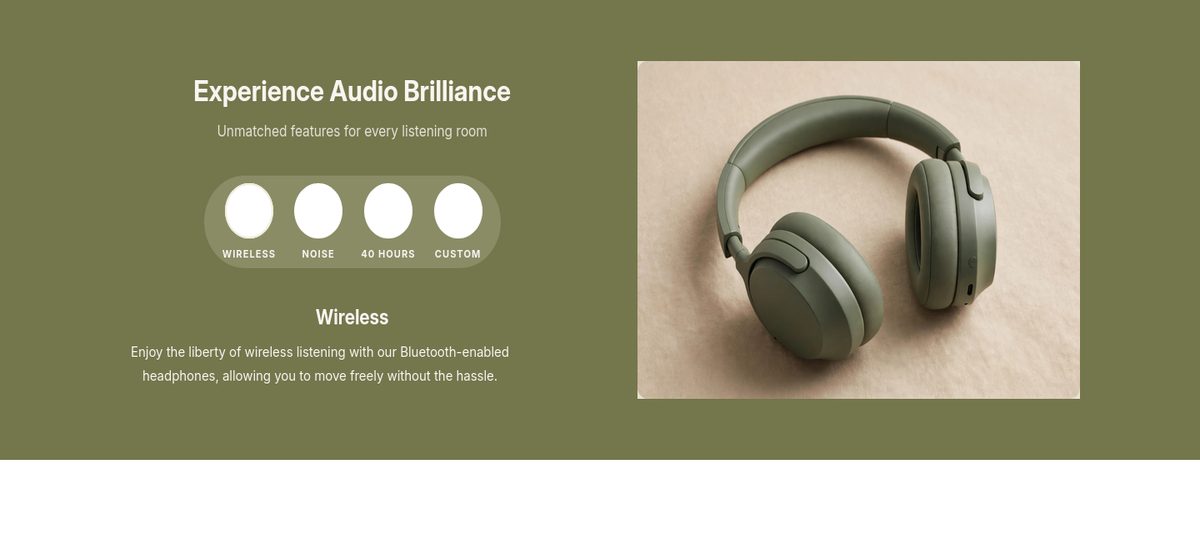 Experience Audio Brilliance
Unmatched features for every listening room
WIRELESS NOISE 40 HOURS CUSTOM
Wireless
Enjoy the liberty of wireless listening with our Bluetooth-enabled
headphones, allowing you to move freely without the hassle.